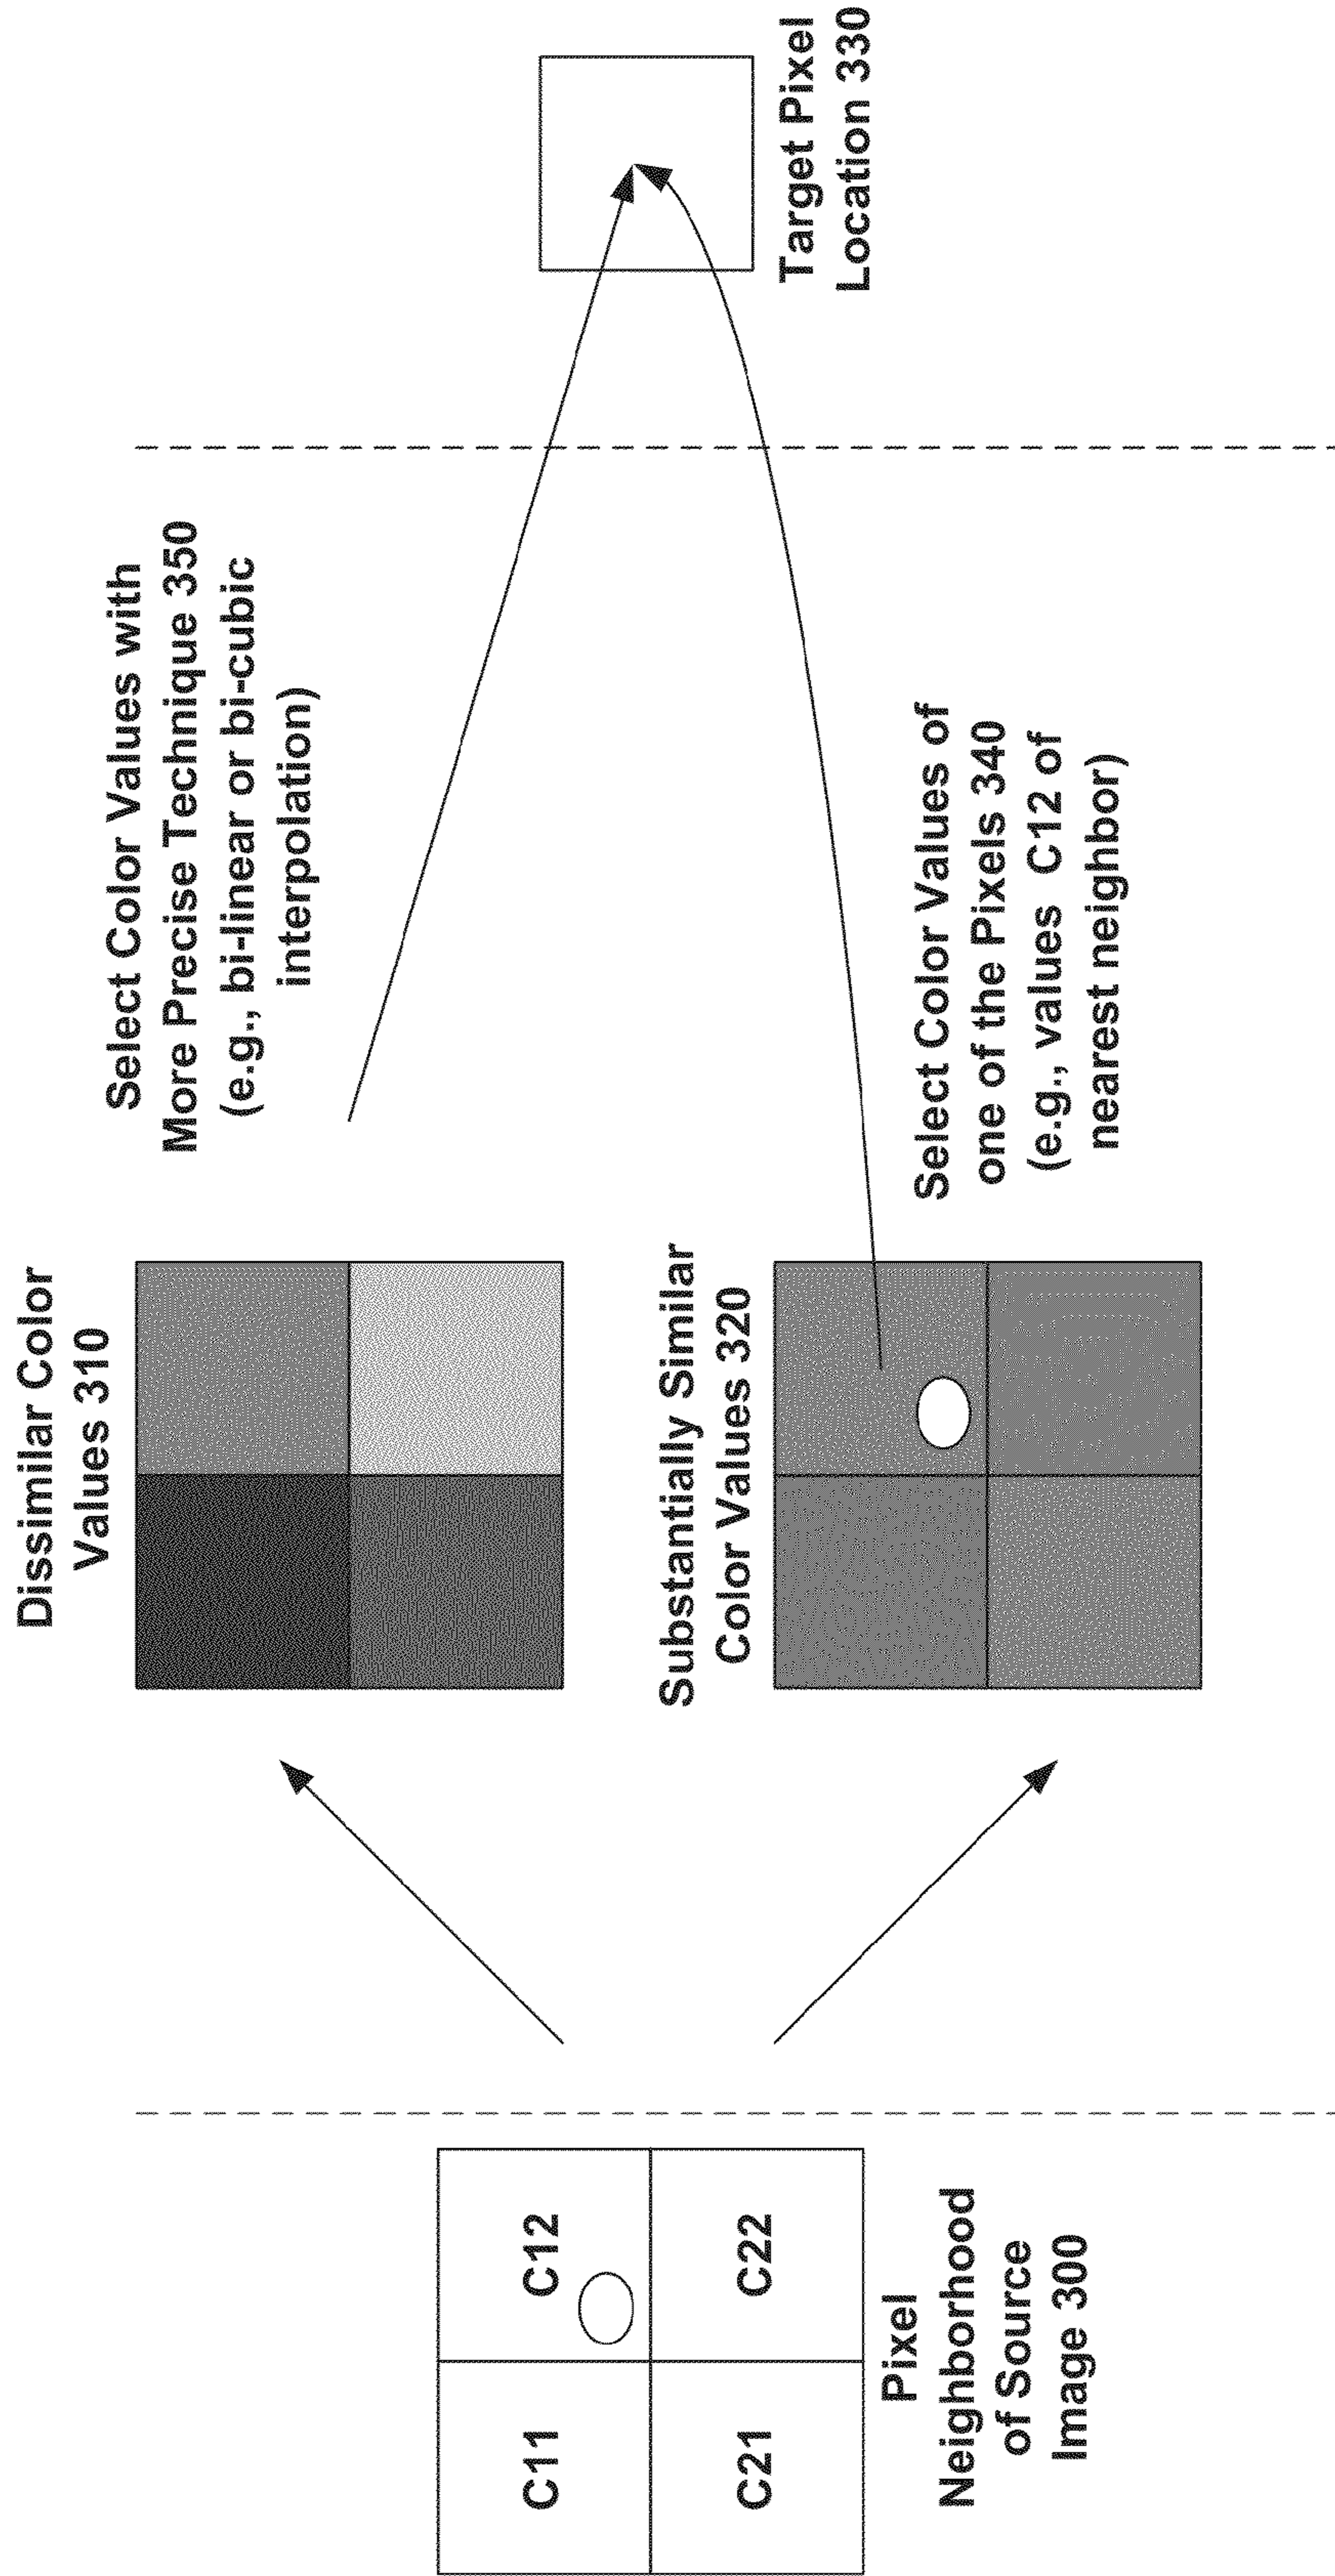 C11
C12
C21
C22
Pixel
Neighborhood
of Source
Image 300
Dissimilar Color
Values 310
Substantially Similar
Color Values 320
Select Color Values with
More Precise Technique 350
(e.g., bi-linear or bi-cubic
interpolation)
Select Color Values of
one of the Pixels 340
(e.g., values C12 of
nearest neighbor)
Target Pixel
Location 330